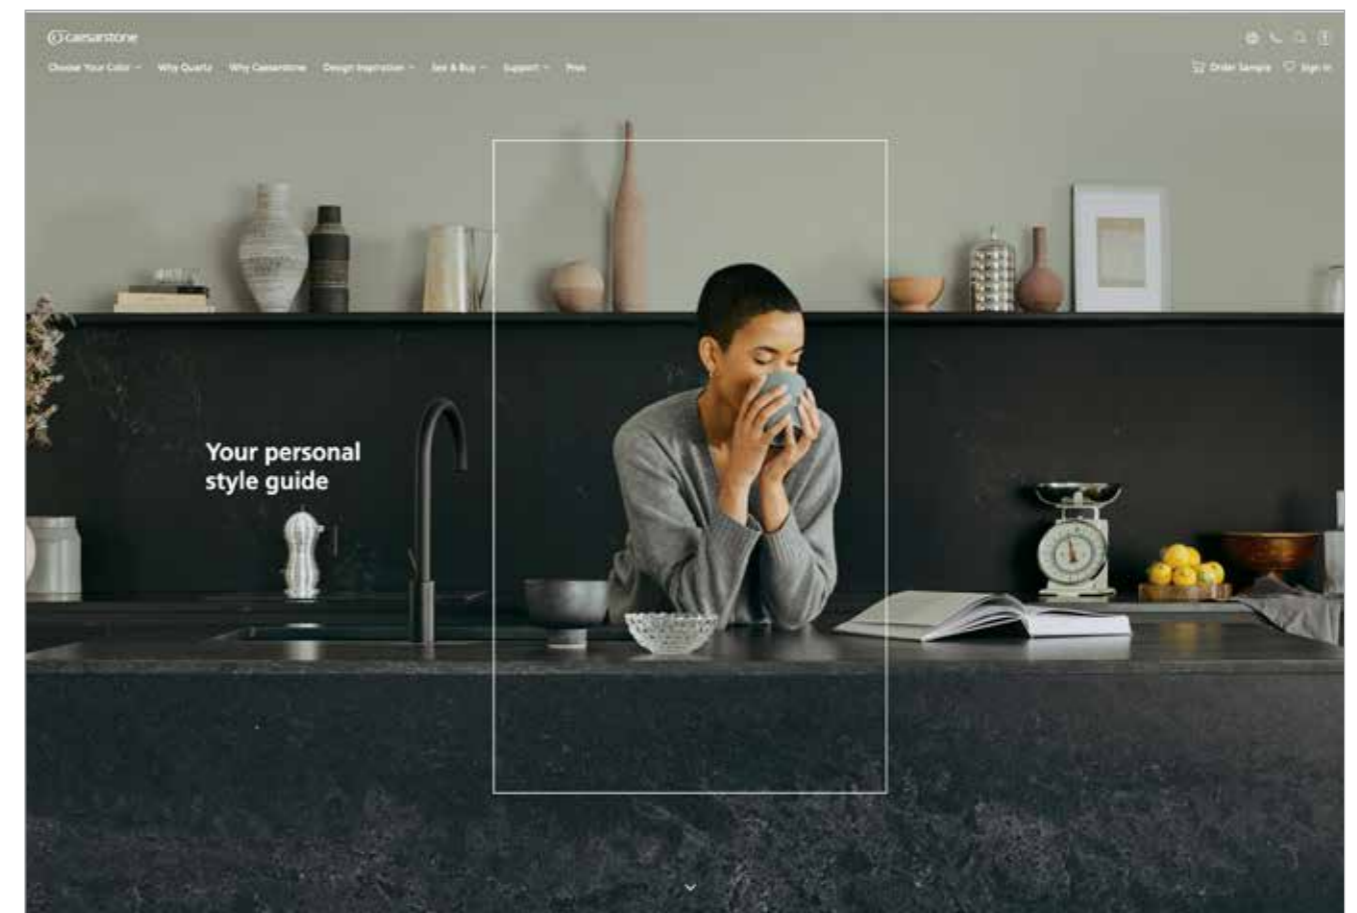 caesarstone
Choose Your Color Why Quartz Why Caesarstone Design Inspiration See & Buy Support Pros
Order Sample Sign In
Your personal
style guide